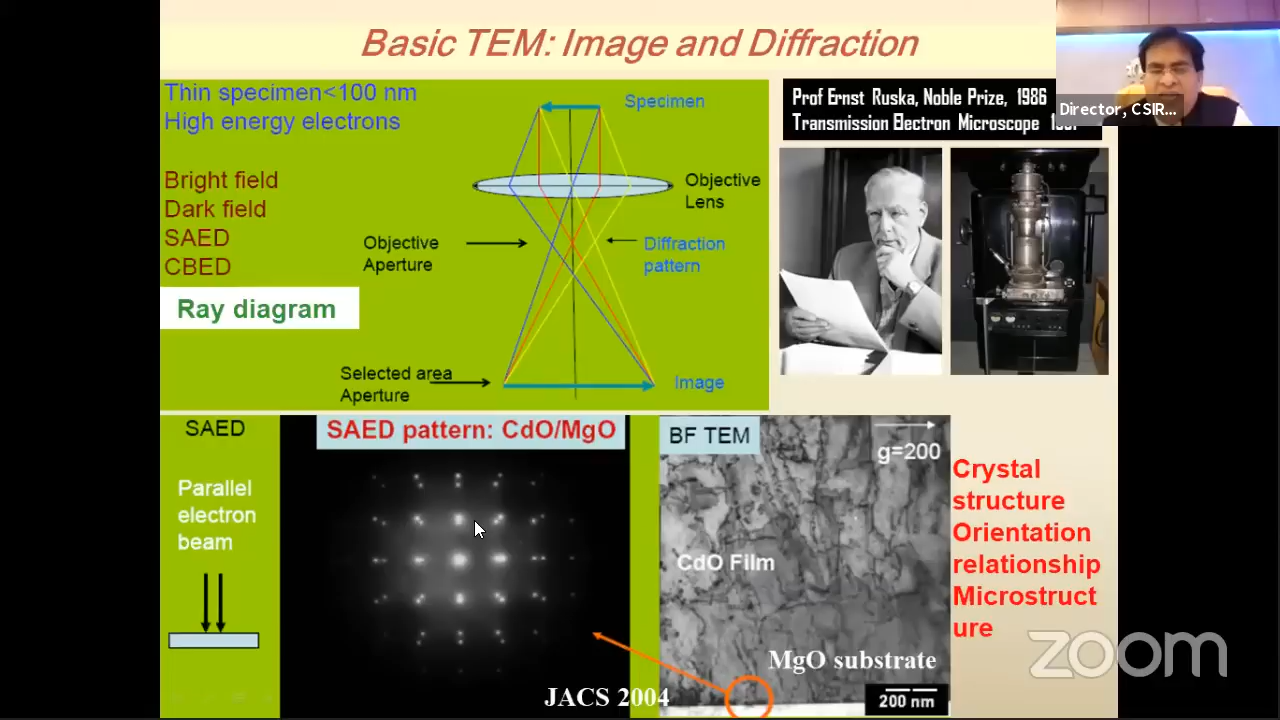 Basic TEM: Image and Diffraction
Thin specimen<100 nm
High energy electrons
Bright field
Dark field
SAED
CBED
Ray diagram
Specimen
Objective
Lens
Objective
Aperture
Diffraction
pattern
Selected area
Aperture
Image
Prof Ernst Ruska, Noble Prize, 1986
Transmission Electron Microscope
Director, CSIR...
SAED
Parallel
electron
beam
SAED pattern: CdO/MgO
JACS 2004
BF TEM
g=200
CdO Film
MgO substrate
200 nm
Crystal
structure
Orientation
relationship
Microstruct
ure
zoom